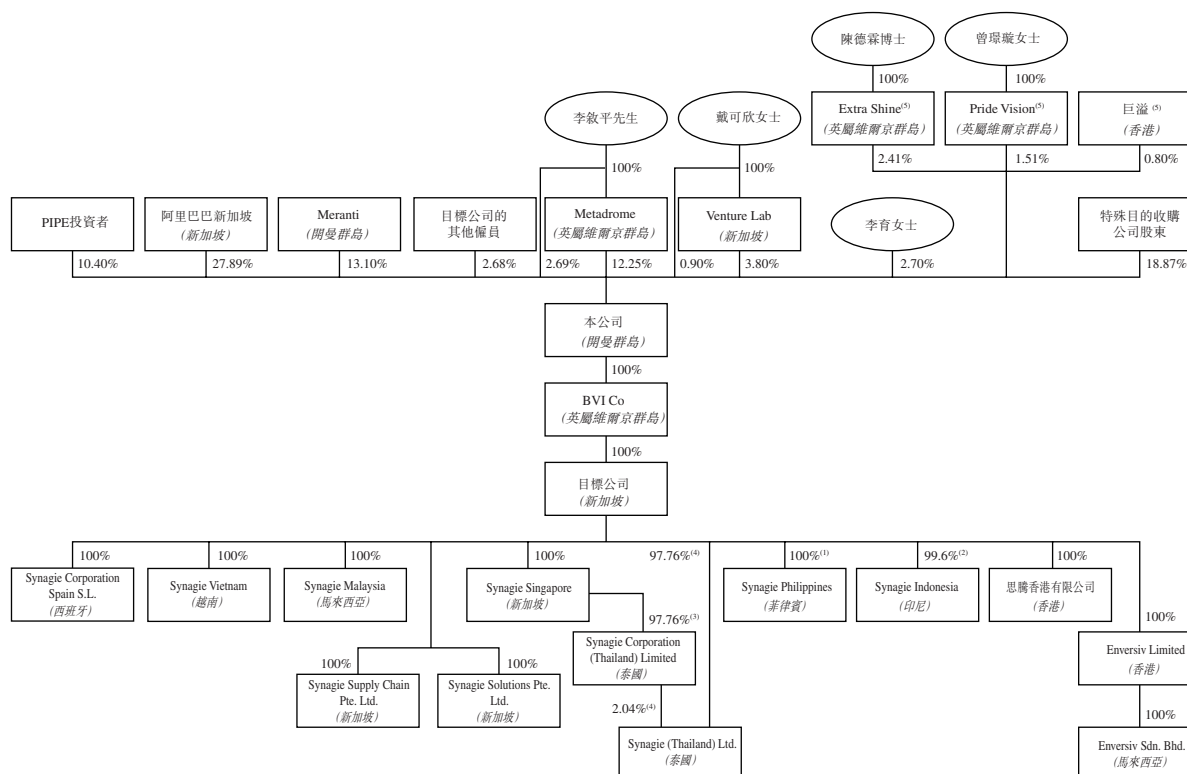 陳德霖博士
曾璟璇女士
100%
100%
Extra Shine(5)
(英屬維爾京群島)
Pride Vision(5)
(英屬維爾京群島)
巨溢 (5)
(香港)
李敘平先生
戴可欣女士
2.41%
1.51%
0.80%
100%
100%
PIPE投資者
阿里巴巴新加坡
(新加坡)
Meranti
(開曼群島)
目標公司的
其他僱員
Metadrome
(英屬維爾京群島)
Venture Lab
(新加坡)
李育女士
特殊目的收購
公司股東
10.40%
27.89%
13.10%
2.68%
2.69%
12.25%
0.90%
3.80%
2.70%
18.87%
本公司
(開曼群島)
100%
BVI Co
(英屬維爾京群島)
100%
目標公司
(新加坡)
100%
100%
100%
100%
97.76%(4)
100%(1)
99.6%(2)
100%
Synagie Corporation
Spain S.L.
(西班牙)
Synagie Vietnam
(越南)
Synagie Malaysia
(馬來西亞)
Synagie Singapore
(新加坡)
Synagie Philippines
(菲律賓)
Synagie Indonesia
(印尼)
思騰香港有限公司
(香港)
97.76%(3)
100%
Synagie Corporation
(Thailand) Limited
(泰國)
Enversiv Limited
(香港)
100%
100%
Synagie Supply Chain
Pte. Ltd.
(新加坡)
Synagie Solutions Pte.
Ltd.
(新加坡)
2.04%(4)
100%
Synagie (Thailand) Ltd.
(泰國)
Enversiv Sdn. Bhd.
(馬來西亞)